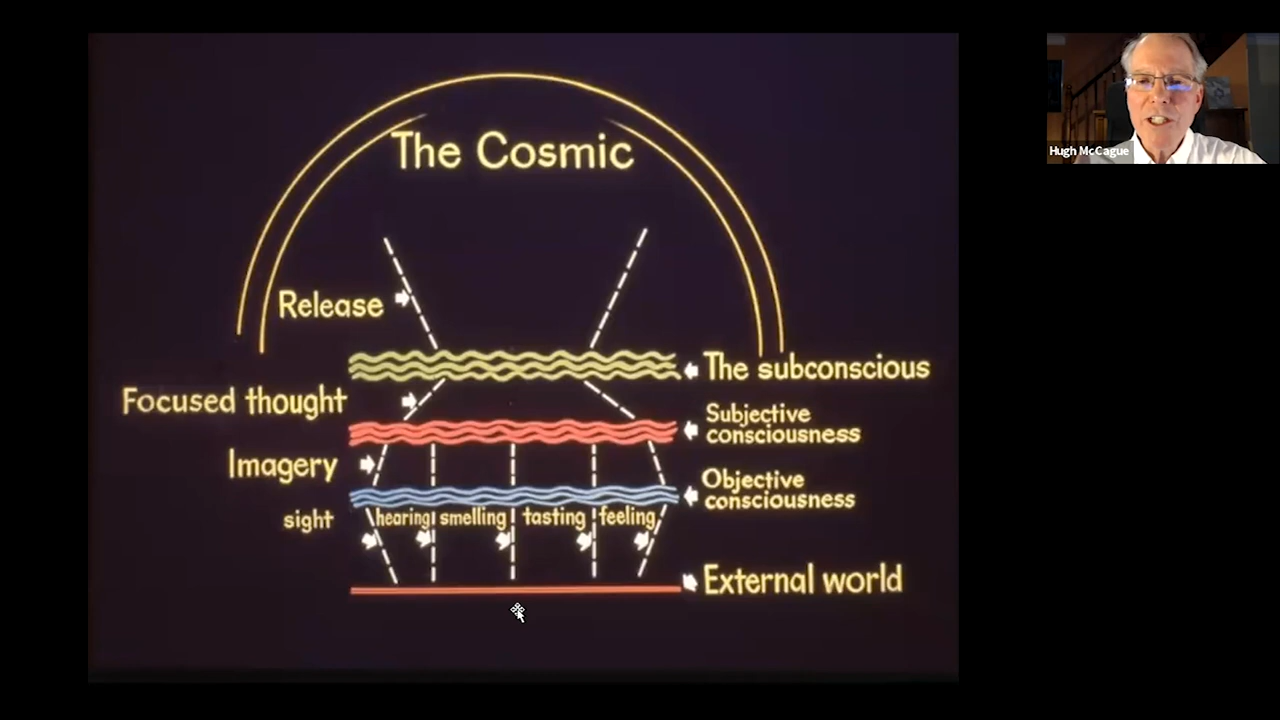 The Cosmic
Release
The subconscious
Focused thought
Subjective
consciousness
Imagery
Objective
consciousness
sight hearing smelling tasting feeling
External world
Hugh McCague